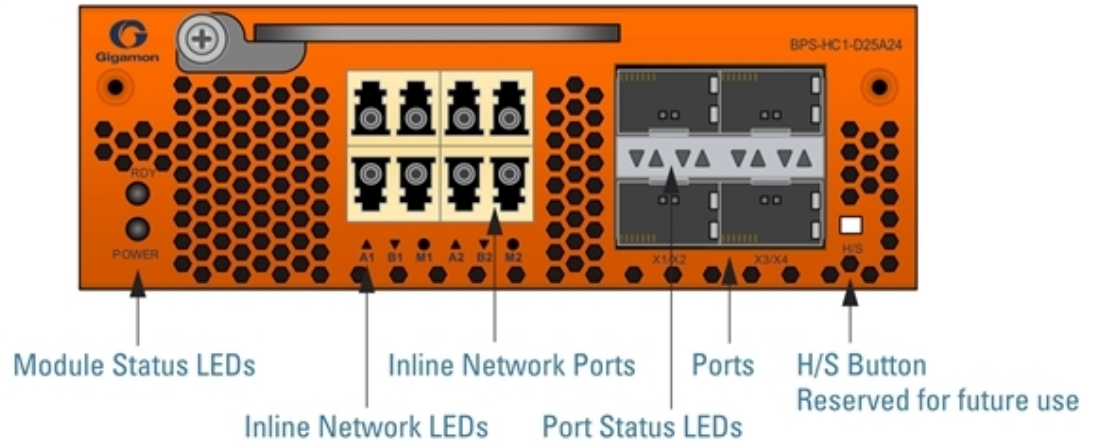 Gigamon
BPS-HC1-D25A24
RDY
POWER
A1 B1 M1 A2 B2 M2
X1/X2 X3/X4
H/S
Module Status LEDs
Inline Network Ports
Ports
H/S Button
Reserved for future use
Inline Network LEDs
Port Status LEDs